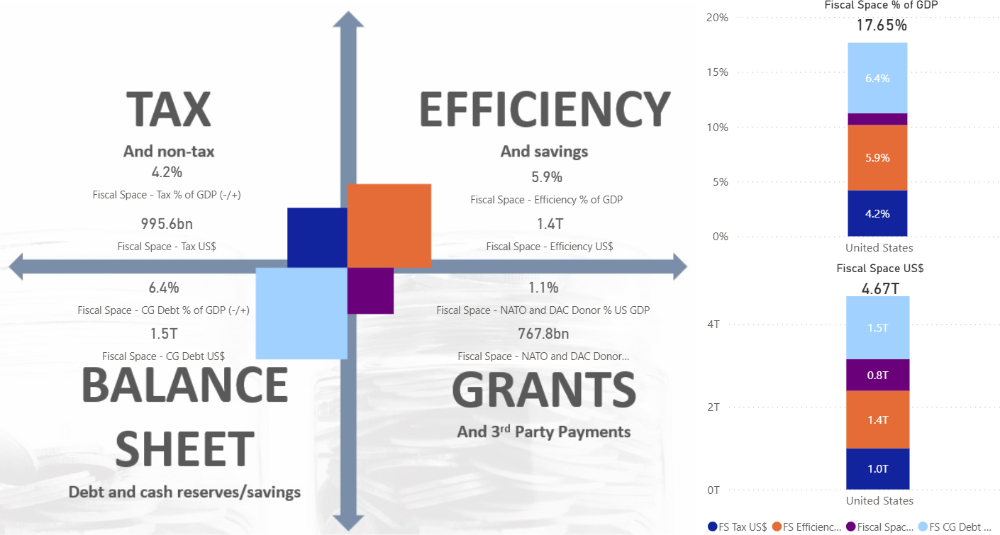 TAX
And non-tax
4.2%
Fiscal Space - Tax % of GDP (-/+)
995.6bn
Fiscal Space - Tax US$
EFFICIENCY
And savings
5.9%
Fiscal Space - Efficiency % of GDP
1.4T
Fiscal Space - Efficiency US$
6.4%
Fiscal Space - CG Debt % of GDP (-/+)
1.5T
Fiscal Space - CG Debt US$
BALANCE
SHEET
Debt and cash reserves/savings
1.1%
Fiscal Space - NATO and DAC Donor % US GDP
767.8bn
Fiscal Space - NATO and DAC Donor...
GRANTS
And 3rd Party Payments
Fiscal Space % of GDP
17.65%
20%
15%
10%
5%
0%
6.4%
5.9%
4.2%
United States
Fiscal Space US$
4.67T
4T
2T
0T
1.5T
0.8T
1.4T
1.0T
United States
FS Tax US$ FS Efficienc... Fiscal Spac... FS CG Debt ...